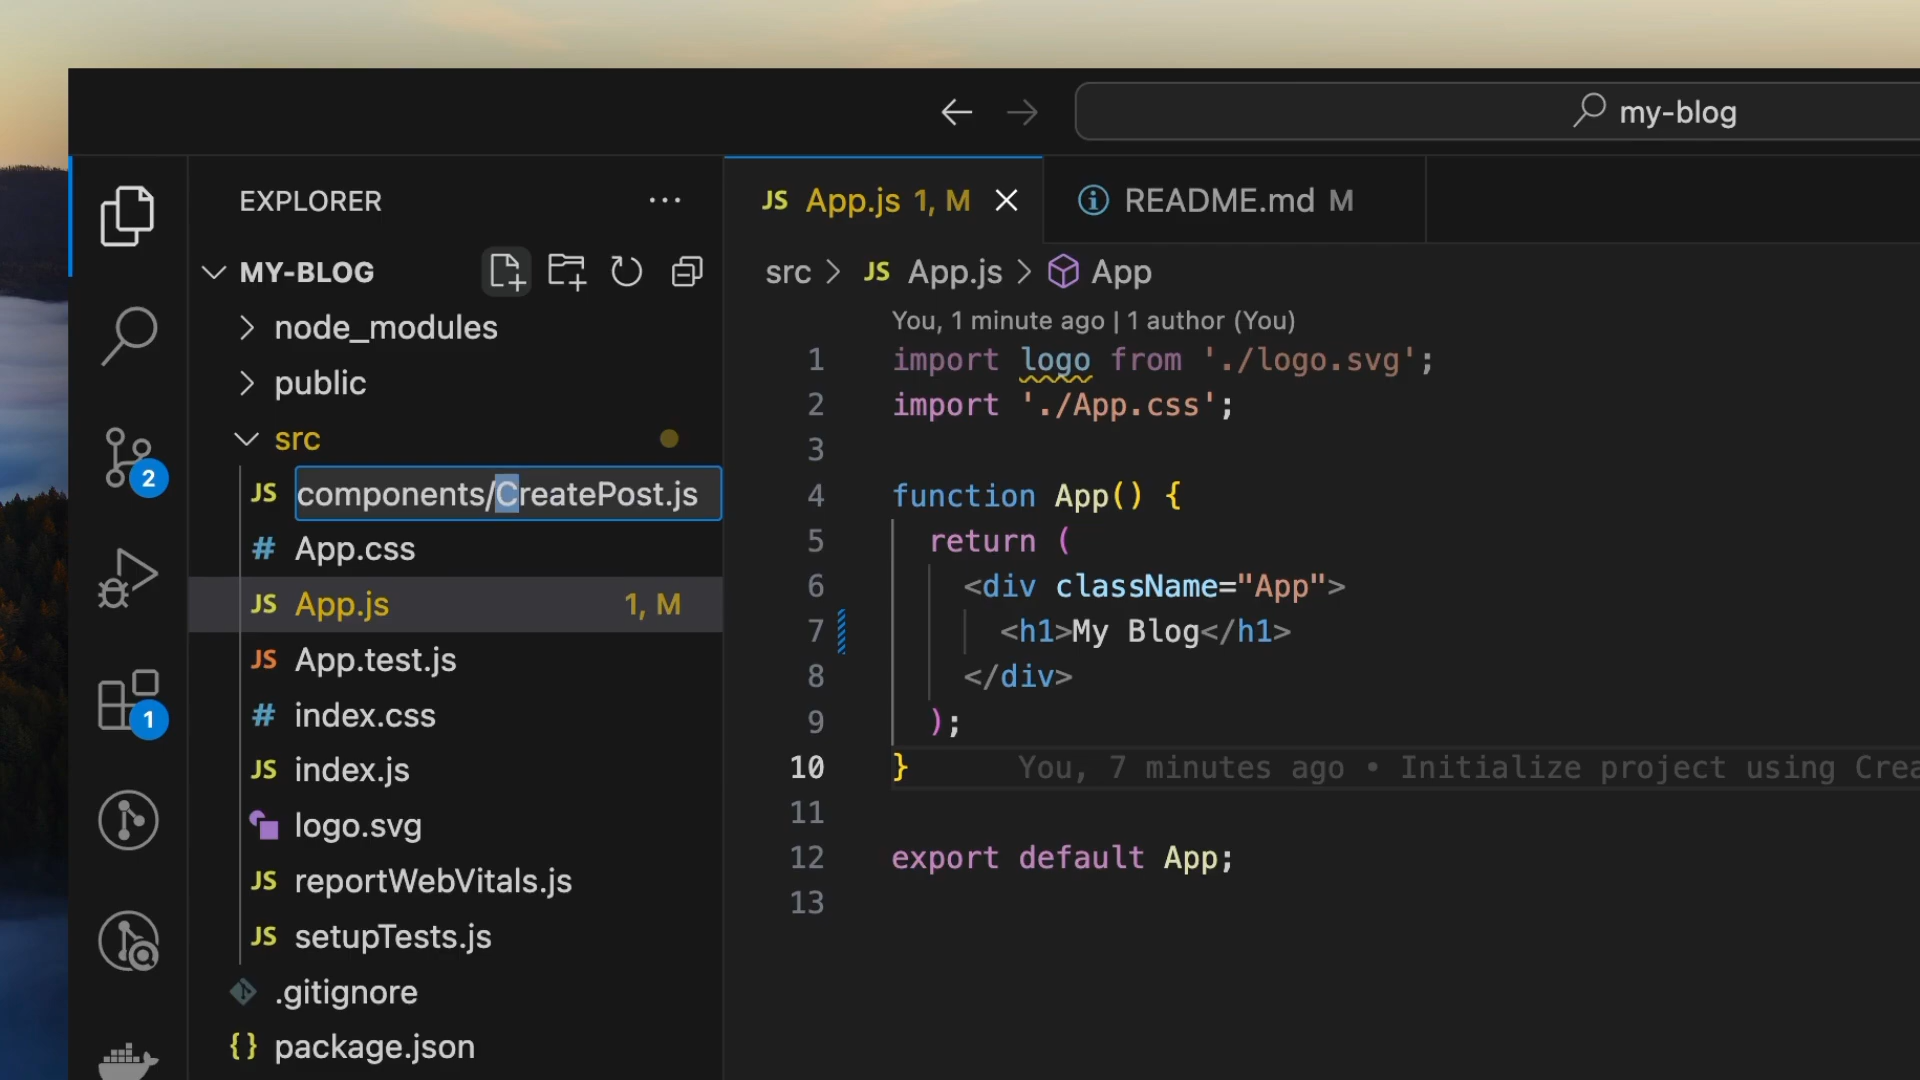 my-blog
EXPLORER
MY-BLOG
node_modules
public
src
JS components/CreatePost.js
# App.css
JS App.js 1, M
JS App.test.js
# index.css
JS index.js
logo.svg
JS reportWebVitals.js
JS setupTests.js
.gitignore
{} package.json
2
1
JS App.js 1, M
README.md M
src > JS App.js > App
You, 1 minute ago | 1 author (You)
1 import logo from './logo.svg';
2 import './App.css';
3
4 function App() {
5 return (
6 <div className="App">
7 <h1>My Blog</h1>
8 </div>
9 );
10 } You, 7 minutes ago • Initialize project using Crea
11
12 export default App;
13